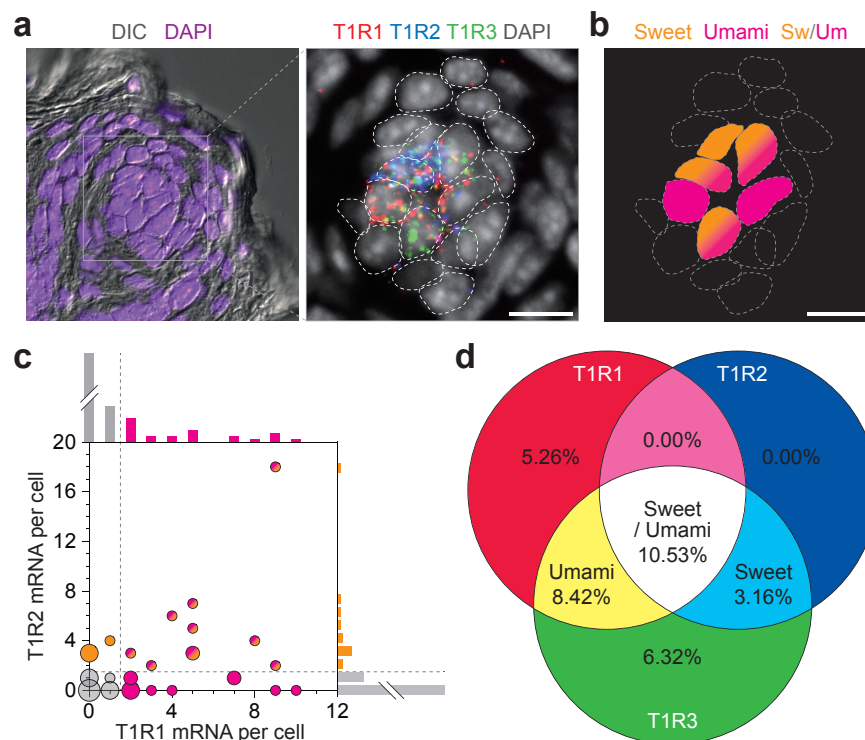 a
DIC DAPI
T1R1 T1R2 T1R3 DAPI
b
Sweet Umami Sw/Um
c
20
16
12
8
4
0
T1R2 mRNA per cell
0 4 8 12
T1R1 mRNA per cell
d
T1R1
T1R2
5.26%
0.00%
0.00%
Sweet
/ Umami
10.53%
Umami
8.42%
Sweet
3.16%
6.32%
T1R3